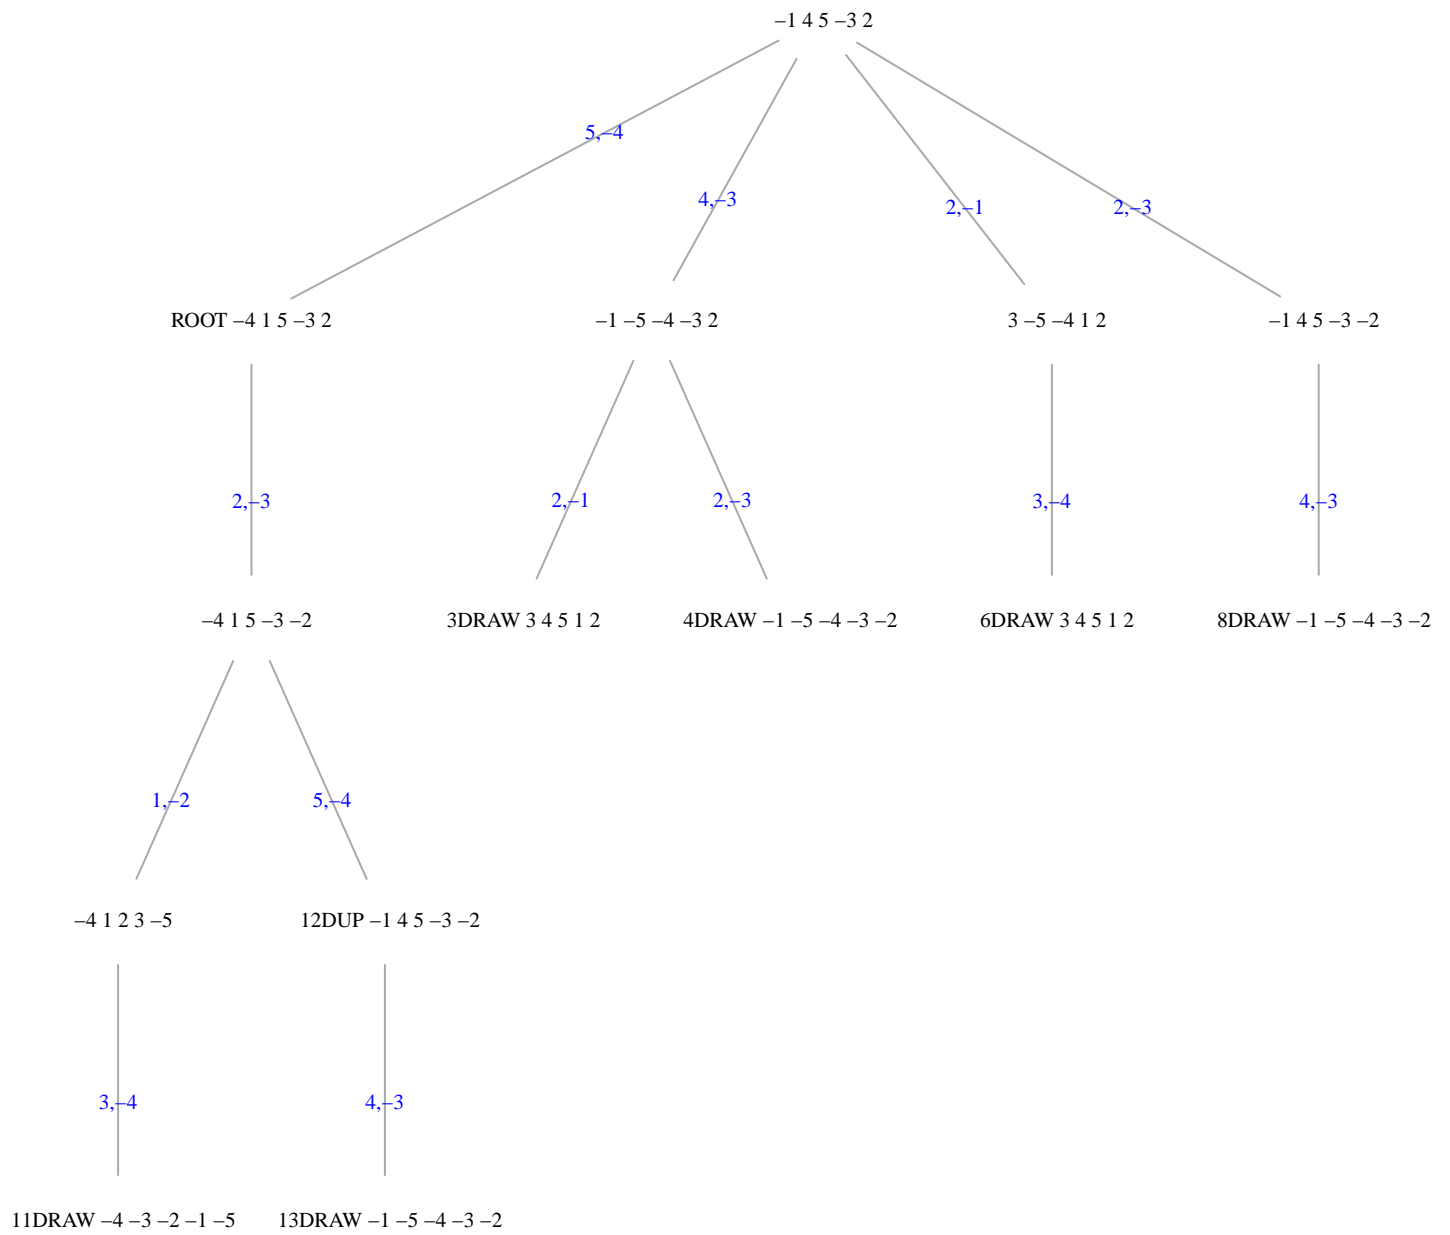 –1 4 5 –3 2
5,–4
4,–3
2,–1
2,–3
ROOT –4 1 5 –3 2
–1 –5 –4 –3 2
3 –5 –4 1 2
–1 4 5 –3 –2
2,–3
2,–1
2,–3
3,–4
4,–3
–4 1 5 –3 –2
3DRAW 3 4 5 1 2
4DRAW –1 –5 –4 –3 –2
6DRAW 3 4 5 1 2
8DRAW –1 –5 –4 –3 –2
1,–2
5,–4
–4 1 2 3 –5
12DUP –1 4 5 –3 –2
3,–4
4,–3
11DRAW –4 –3 –2 –1 –5
13DRAW –1 –5 –4 –3 –2